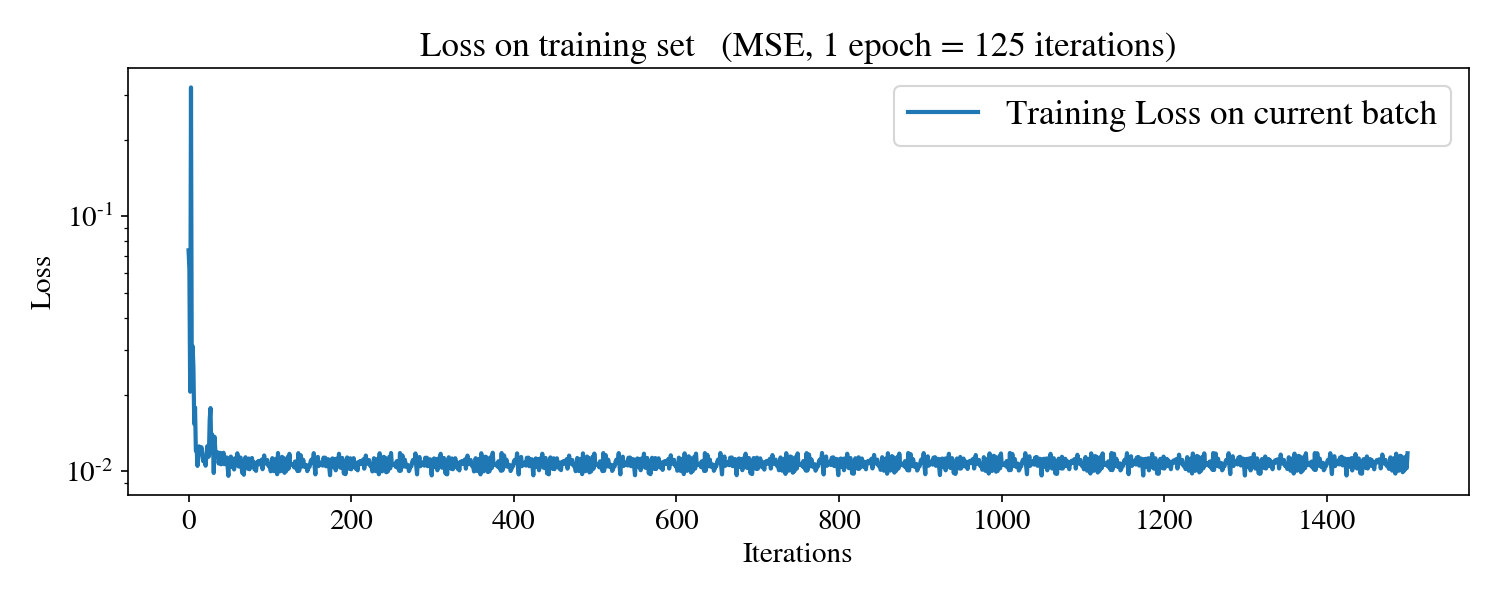 Loss on training set   (MSE, 1 epoch = 125 iterations)
Training Loss on current batch
Loss
10⁻¹
10⁻²
0 200 400 600 800 1000 1200 1400
Iterations